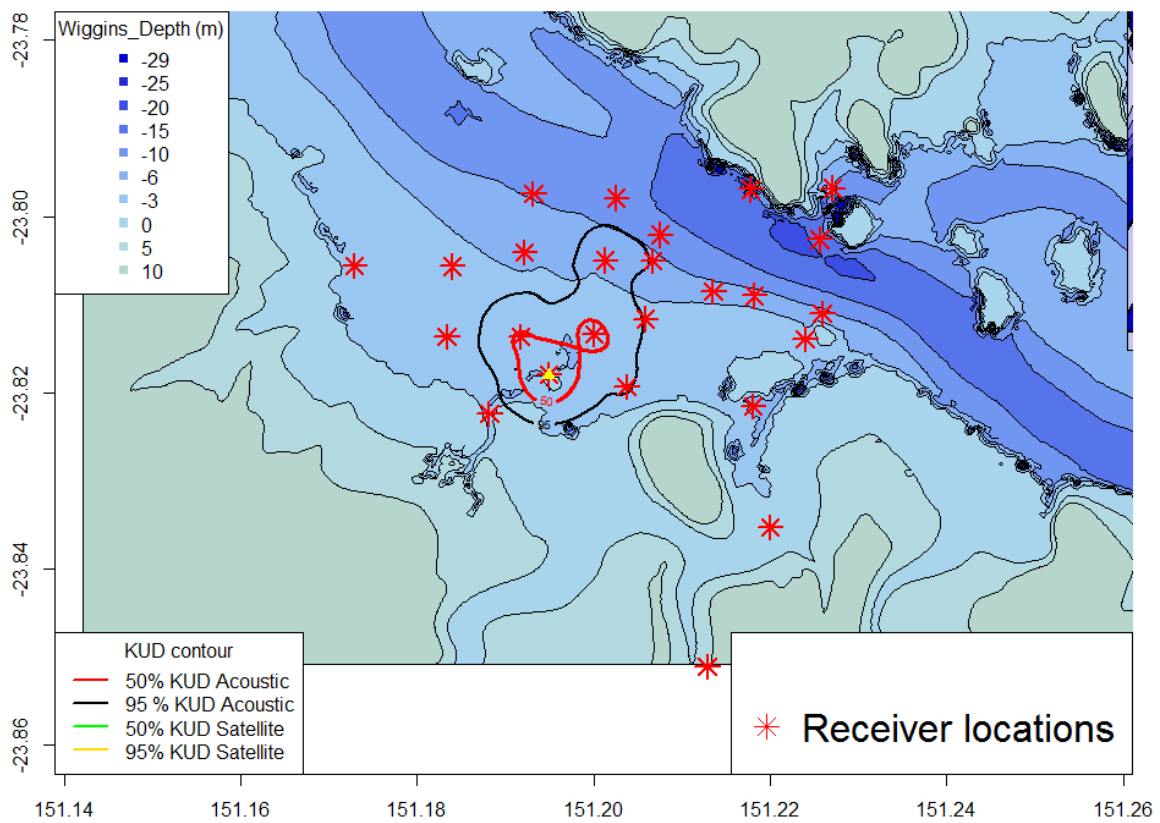 Wiggins_Depth (m)
-29
-25
-20
-15
-10
-6
-3
0
5
10
-23.78
-23.80
-23.82
-23.84
-23.86
50
95
KUD contour
50% KUD Acoustic
95 % KUD Acoustic
50% KUD Satellite
95% KUD Satellite
Receiver locations
151.14 151.16 151.18 151.20 151.22 151.24 151.26